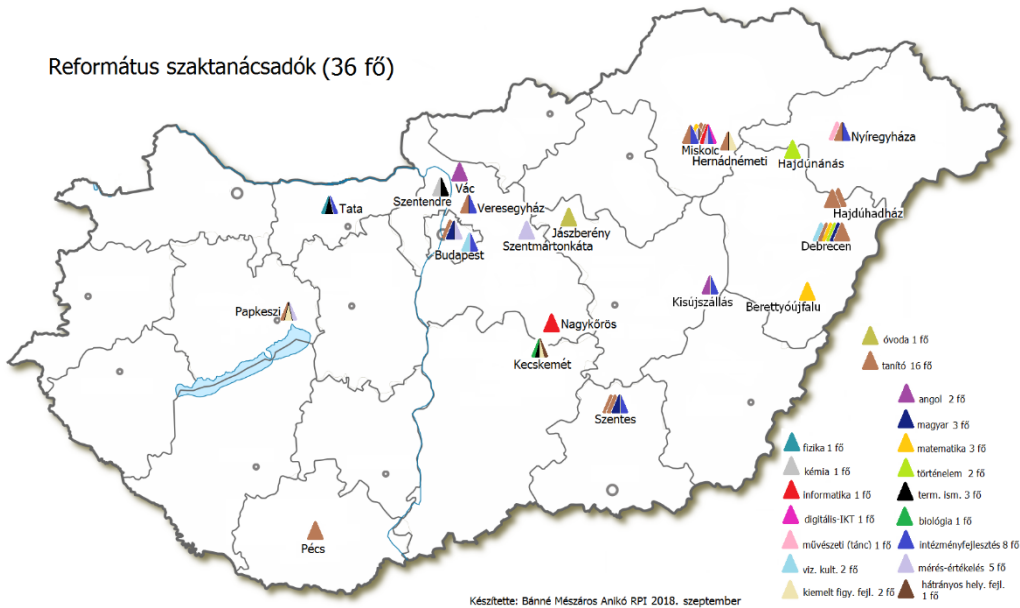 Református szaktanácsadók (36 fő)
Nyíregyháza
Miskolc
Hernádnémeti
Hajdúnánás
Vác
Szentendre
Tata
Veresegyház
Hajdúhadház
Jászberény
Szentmártonkáta
Debrecen
Budapest
Kisújszállás
Berettyóújfalu
Papkeszi
Nagykőrös
Kecskemét
Szentes
Pécs
óvoda 1 fő
tanító 16 fő
angol 2 fő
magyar 3 fő
fizika 1 fő
matematika 3 fő
kémia 1 fő
történelem 2 fő
informatika 1 fő
term. ism. 3 fő
digitális-IKT 1 fő
biológia 1 fő
művészeti (tánc) 1 fő
intézményfejlesztés 8 fő
viz. kult. 2 fő
mérés-értékelés 5 fő
kiemelt figy. fejl. 2 fő
hátrányos hely. fejl.
1 fő
Készítette: Bánné Mészáros Anikó RPI 2018. szeptember